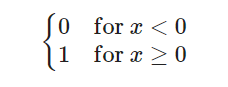 0 for x < 0
1 for x ≥ 0